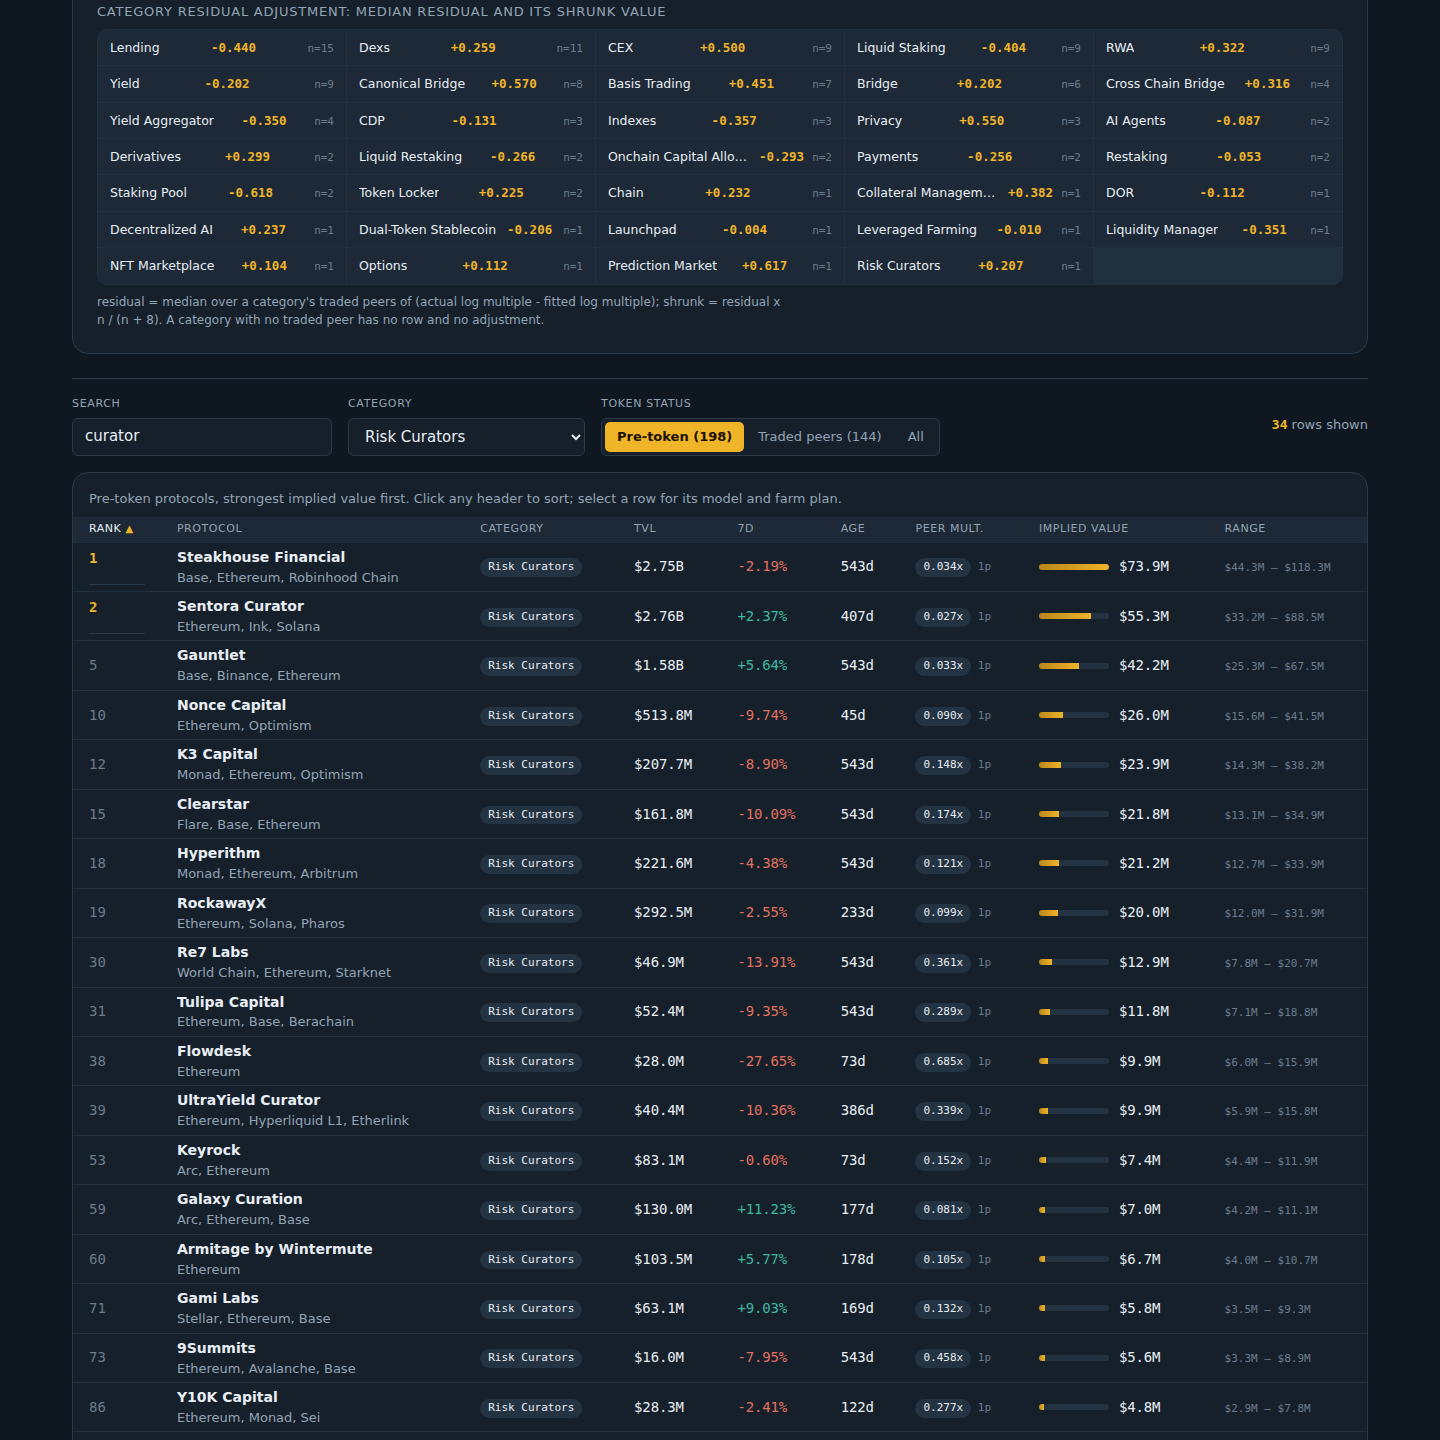 CATEGORY RESIDUAL ADJUSTMENT: MEDIAN RESIDUAL AND ITS SHRUNK VALUE
Lending -0.440 n=15 Dexs +0.259 n=11 CEX +0.500 n=9 Liquid Staking -0.404 n=9 RWA +0.322 n=9
Yield -0.202 n=9 Canonical Bridge +0.570 n=8 Basis Trading +0.451 n=7 Bridge +0.202 n=6 Cross Chain Bridge +0.316 n=4
Yield Aggregator -0.350 n=4 CDP -0.131 n=3 Indexes -0.357 n=3 Privacy +0.550 n=3 AI Agents -0.087 n=2
Derivatives +0.299 n=2 Liquid Restaking -0.266 n=2 Onchain Capital Allo... -0.293 n=2 Payments -0.256 n=2 Restaking -0.053 n=2
Staking Pool -0.618 n=2 Token Locker +0.225 n=2 Chain +0.232 n=1 Collateral Managem... +0.382 n=1 DOR -0.112 n=1
Decentralized AI +0.237 n=1 Dual-Token Stablecoin -0.206 n=1 Launchpad -0.004 n=1 Leveraged Farming -0.010 n=1 Liquidity Manager -0.351 n=1
NFT Marketplace +0.104 n=1 Options +0.112 n=1 Prediction Market +0.617 n=1 Risk Curators +0.207 n=1
residual = median over a category's traded peers of (actual log multiple - fitted log multiple); shrunk = residual x
n / (n + 8). A category with no traded peer has no row and no adjustment.
SEARCH CATEGORY TOKEN STATUS
curator Risk Curators Pre-token (198) Traded peers (144) All 34 rows shown
Pre-token protocols, strongest implied value first. Click any header to sort; select a row for its model and farm plan.
RANK ▲ PROTOCOL CATEGORY TVL 7D AGE PEER MULT. IMPLIED VALUE RANGE
1 Steakhouse Financial Risk Curators $2.75B -2.19% 543d 0.034x 1p $73.9M $44.3M – $118.3M
Base, Ethereum, Robinhood Chain
2 Sentora Curator Risk Curators $2.76B +2.37% 407d 0.027x 1p $55.3M $33.2M – $88.5M
Ethereum, Ink, Solana
5 Gauntlet Risk Curators $1.58B +5.64% 543d 0.033x 1p $42.2M $25.3M – $67.5M
Base, Binance, Ethereum
10 Nonce Capital Risk Curators $513.8M -9.74% 45d 0.090x 1p $26.0M $15.6M – $41.5M
Ethereum, Optimism
12 K3 Capital Risk Curators $207.7M -8.90% 543d 0.148x 1p $23.9M $14.3M – $38.2M
Monad, Ethereum, Optimism
15 Clearstar Risk Curators $161.8M -10.09% 543d 0.174x 1p $21.8M $13.1M – $34.9M
Flare, Base, Ethereum
18 Hyperithm Risk Curators $221.6M -4.38% 543d 0.121x 1p $21.2M $12.7M – $33.9M
Monad, Ethereum, Arbitrum
19 RockawayX Risk Curators $292.5M -2.55% 233d 0.099x 1p $20.0M $12.0M – $31.9M
Ethereum, Solana, Pharos
30 Re7 Labs Risk Curators $46.9M -13.91% 543d 0.361x 1p $12.9M $7.8M – $20.7M
World Chain, Ethereum, Starknet
31 Tulipa Capital Risk Curators $52.4M -9.35% 543d 0.289x 1p $11.8M $7.1M – $18.8M
Ethereum, Base, Berachain
38 Flowdesk Risk Curators $28.0M -27.65% 73d 0.685x 1p $9.9M $6.0M – $15.9M
Ethereum
39 UltraYield Curator Risk Curators $40.4M -10.36% 386d 0.339x 1p $9.9M $5.9M – $15.8M
Ethereum, Hyperliquid L1, Etherlink
53 Keyrock Risk Curators $83.1M -0.60% 73d 0.152x 1p $7.4M $4.4M – $11.9M
Arc, Ethereum
59 Galaxy Curation Risk Curators $130.0M +11.23% 177d 0.081x 1p $7.0M $4.2M – $11.1M
Arc, Ethereum, Base
60 Armitage by Wintermute Risk Curators $103.5M +5.77% 178d 0.105x 1p $6.7M $4.0M – $10.7M
Ethereum
71 Gami Labs Risk Curators $63.1M +9.03% 169d 0.132x 1p $5.8M $3.5M – $9.3M
Stellar, Ethereum, Base
73 9Summits Risk Curators $16.0M -7.95% 543d 0.458x 1p $5.6M $3.3M – $8.9M
Ethereum, Avalanche, Base
86 Y10K Capital Risk Curators $28.3M -2.41% 122d 0.277x 1p $4.8M $2.9M – $7.8M
Ethereum, Monad, Sei